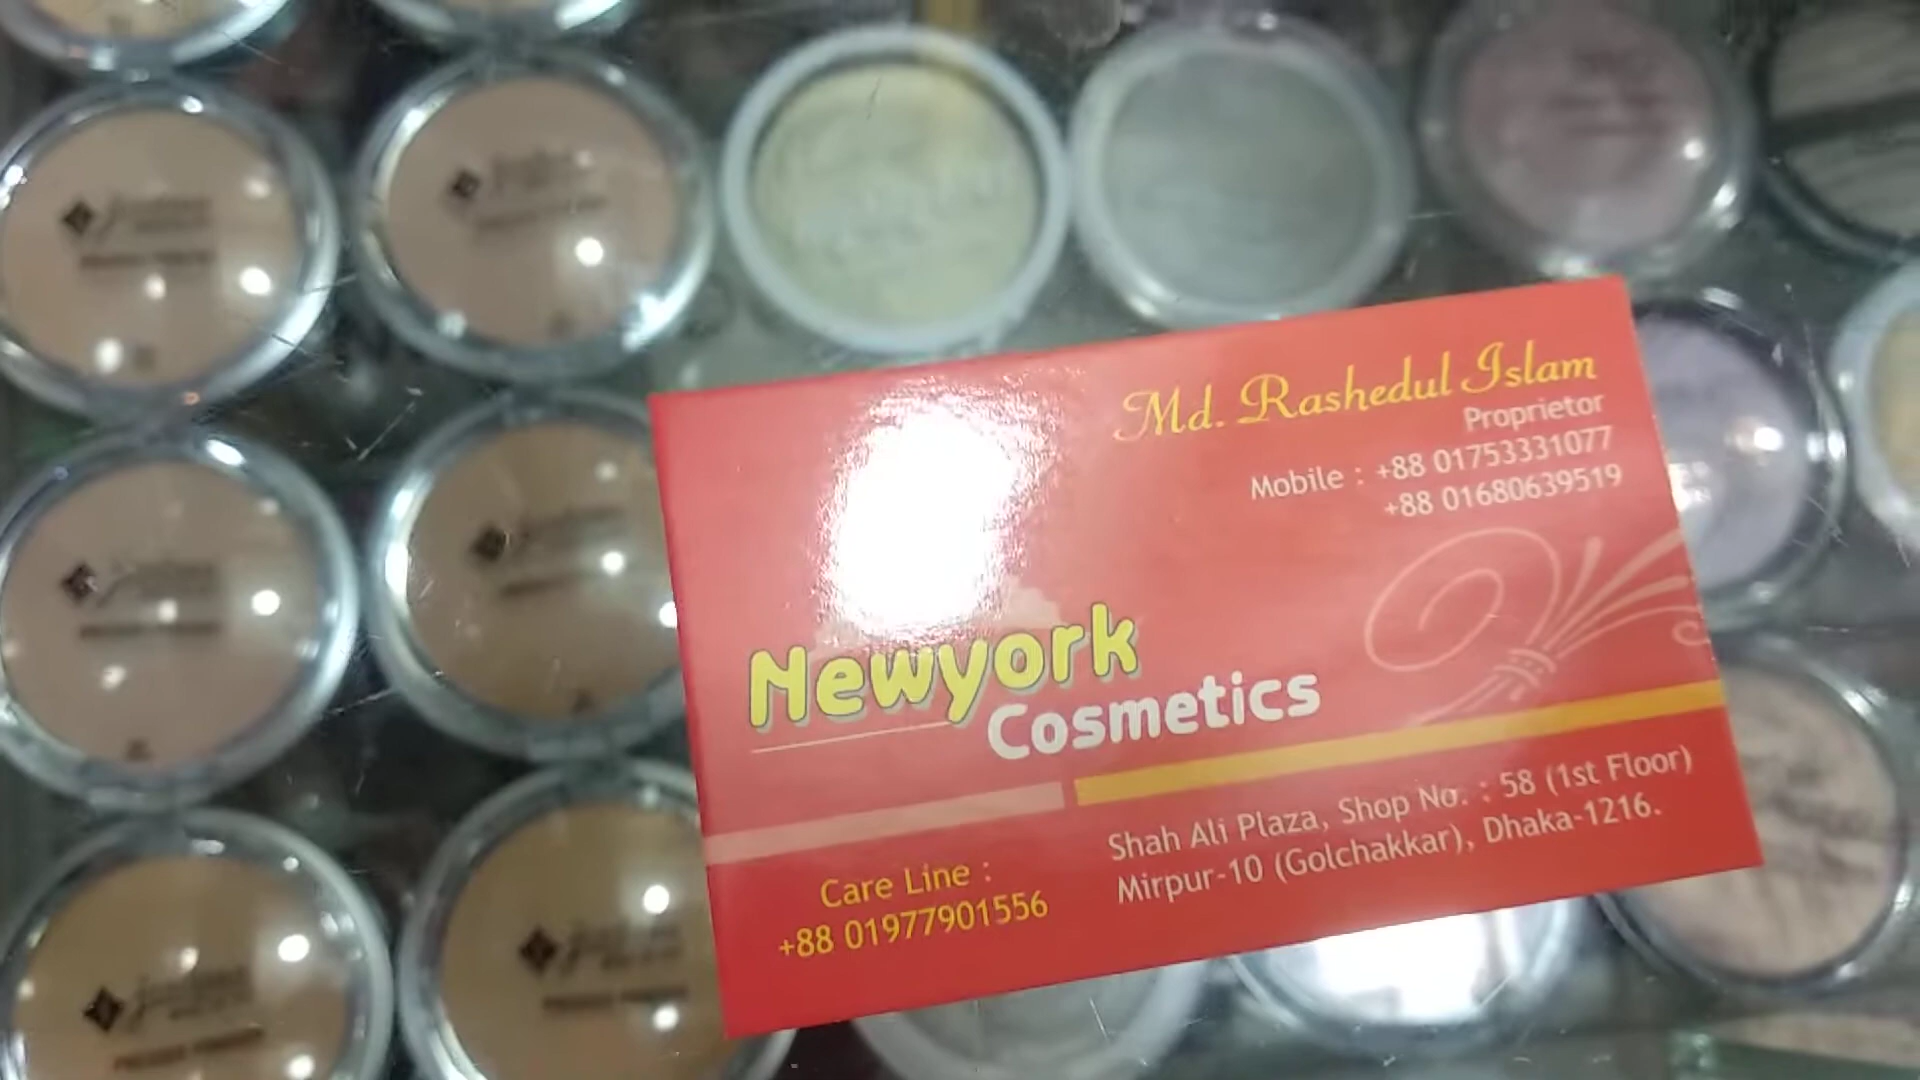 Md. Rashedul Islam
Proprietor
Mobile : +88 01753331077
+88 01680639519
Newyork
Cosmetics
Care Line :
+88 01977901556
Shah Ali Plaza, Shop No. : 58 (1st Floor)
Mirpur-10 (Golchakkar), Dhaka-1216.